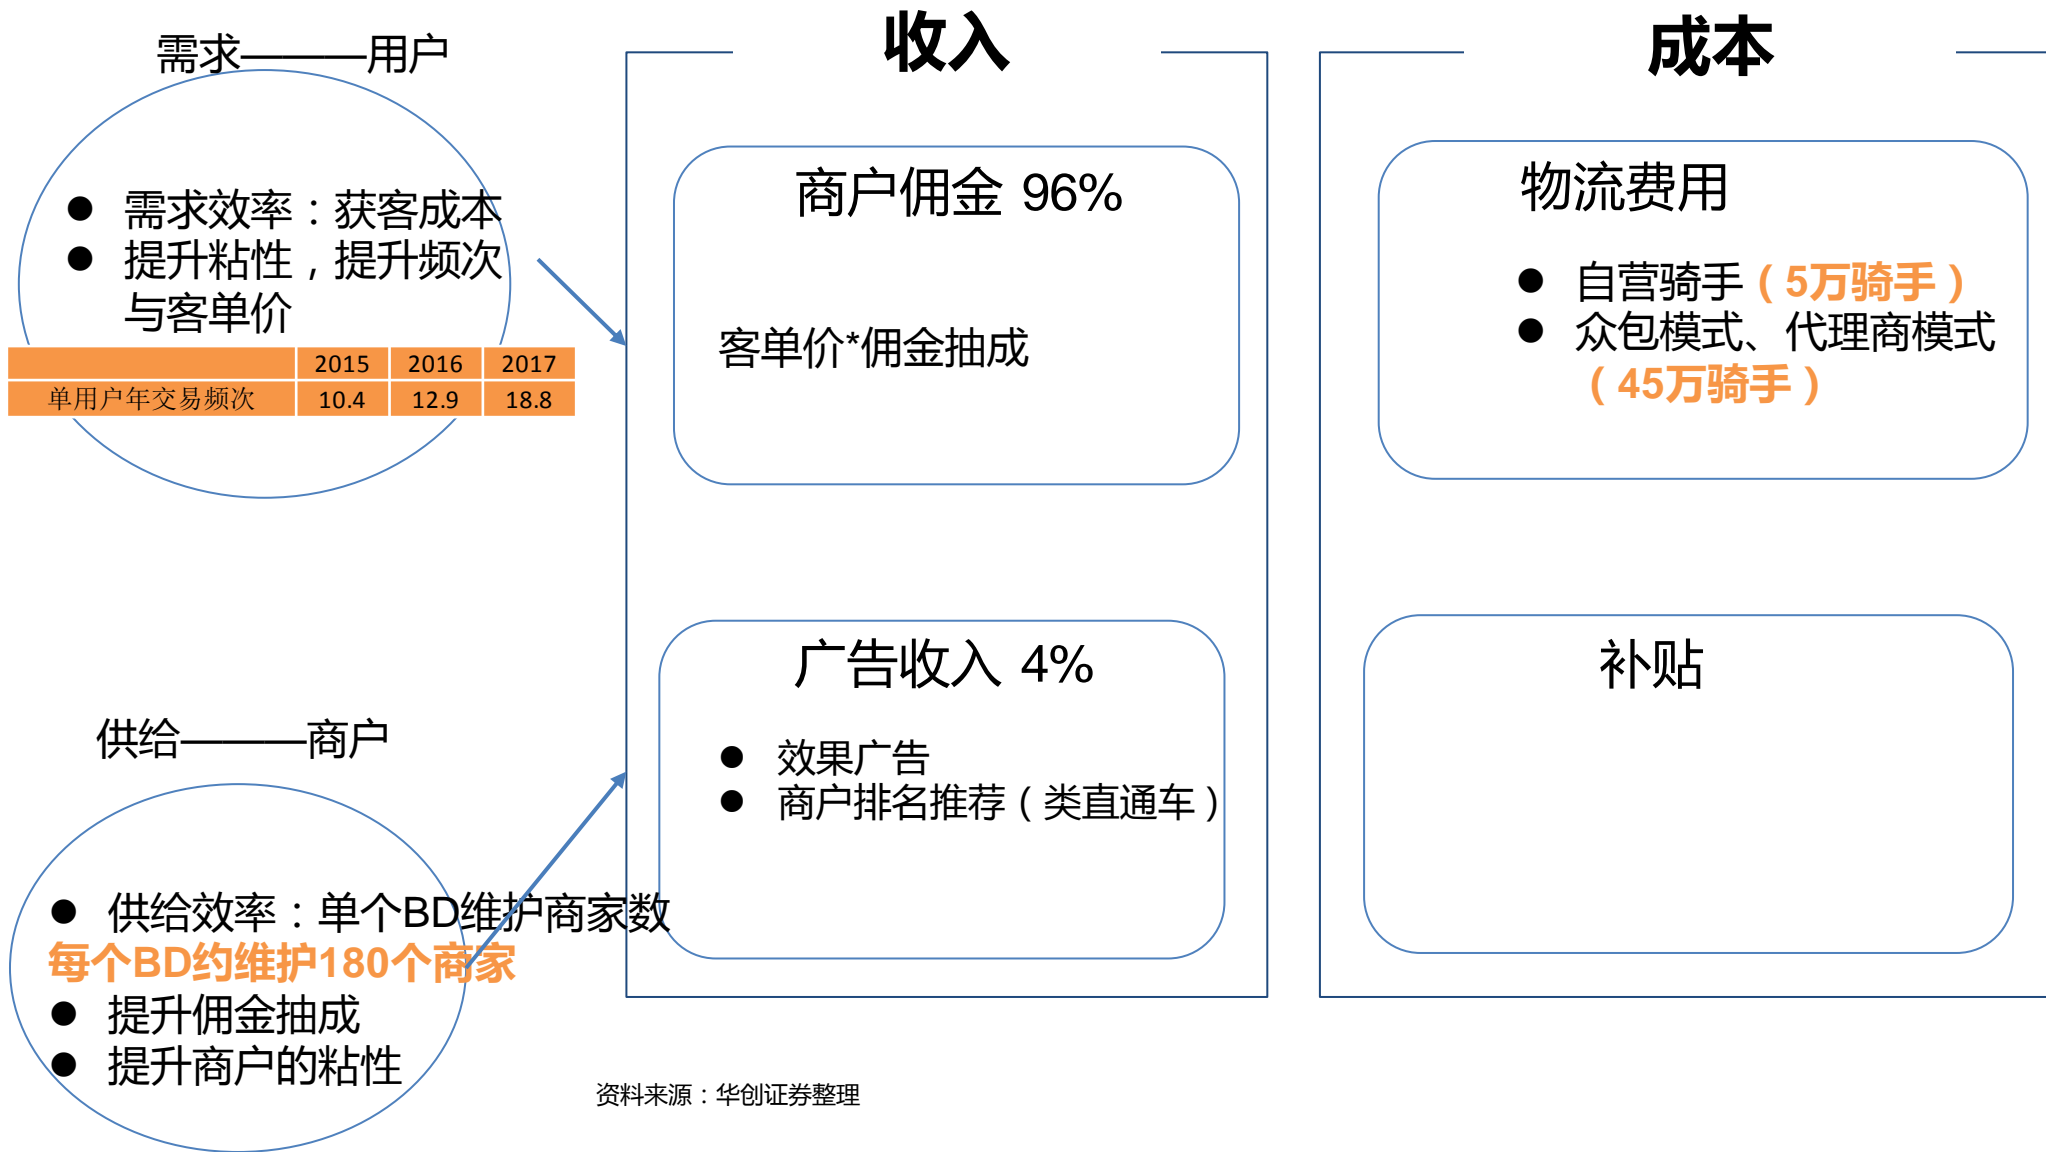 需求———用户
● 需求效率：获客成本
● 提升粘性，提升频次
与客单价
2015 2016 2017
单用户年交易频次 10.4 12.9 18.8
供给———商户
● 供给效率：单个BD维护商家数
每个BD约维护180个商家
● 提升佣金抽成
● 提升商户的粘性
收入
商户佣金 96%
客单价*佣金抽成
广告收入 4%
● 效果广告
● 商户排名推荐（类直通车）
成本
物流费用
● 自营骑手（5万骑手）
● 众包模式、代理商模式
（45万骑手）
补贴
资料来源：华创证券整理